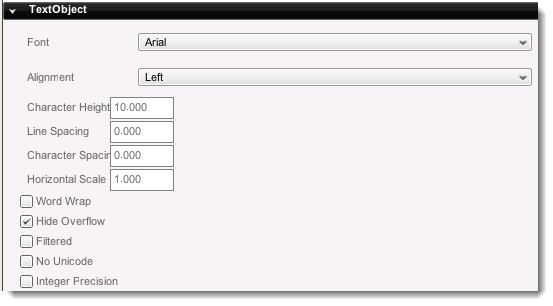 TextObject
Font Arial
Alignment Left
Character Height 10.000
Line Spacing 0.000
Character Spacin 0.000
Horizontal Scale 1.000
Word Wrap
Hide Overflow
Filtered
No Unicode
Integer Precision